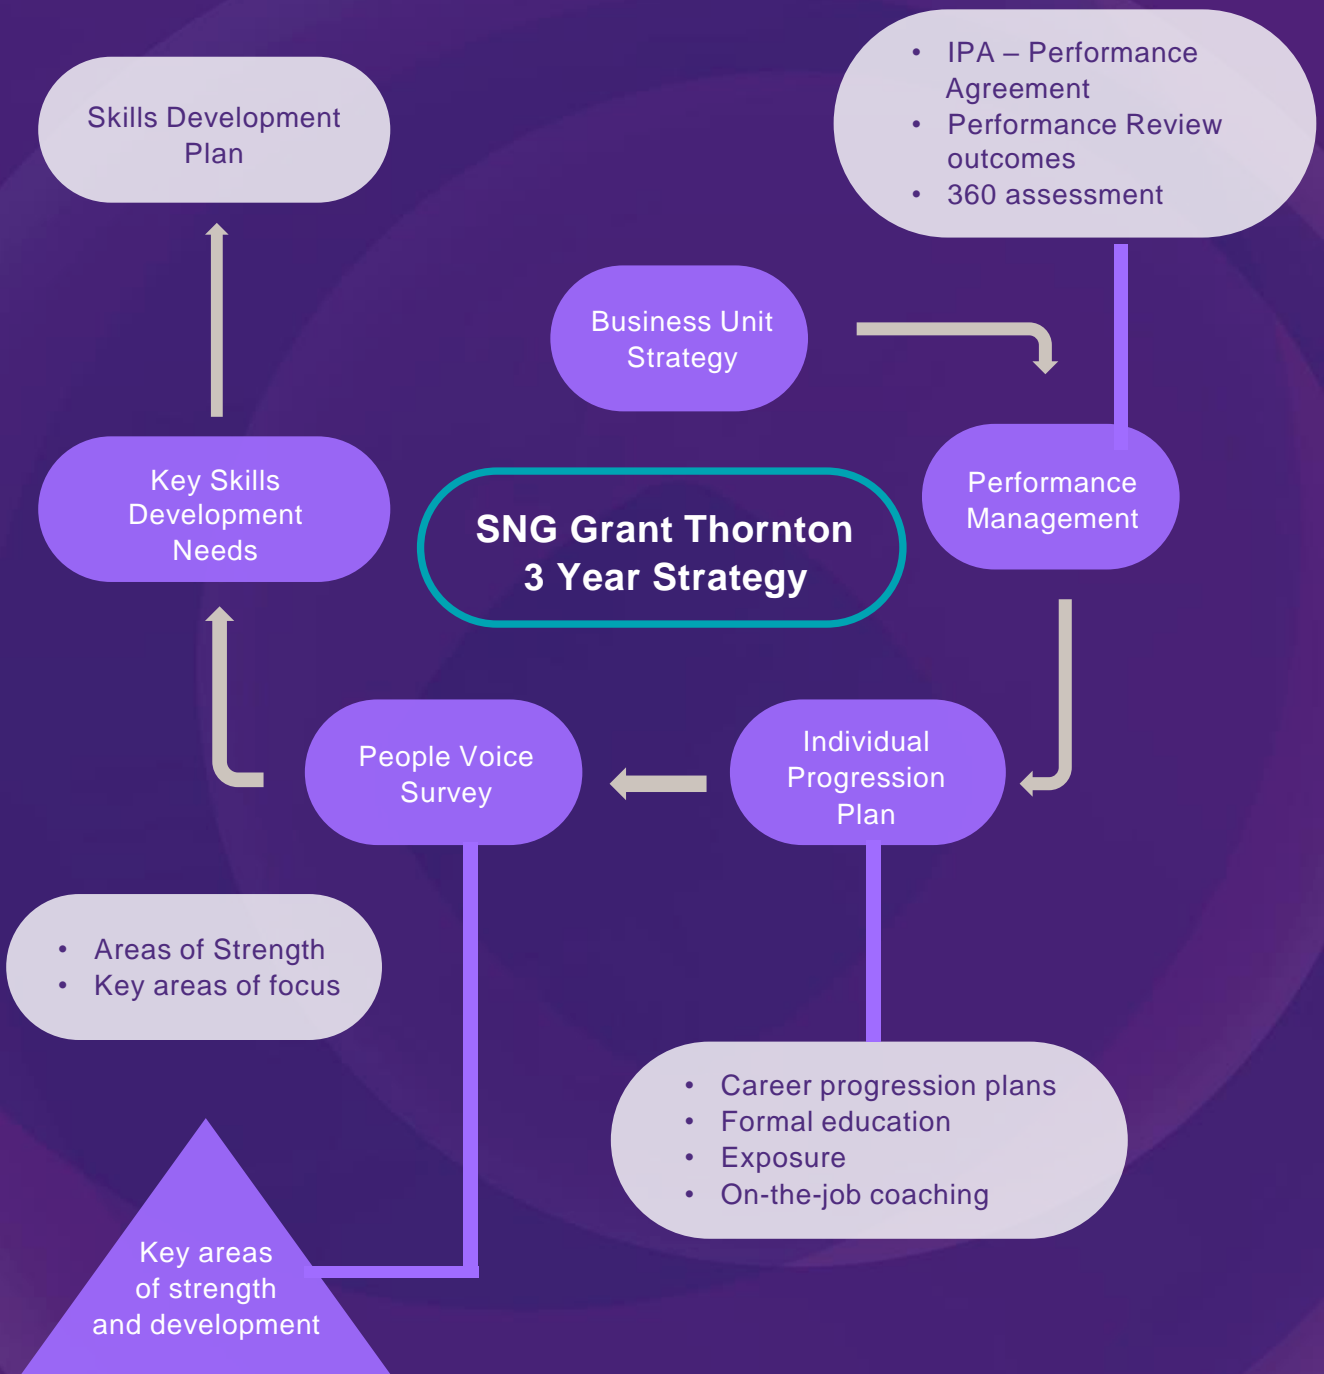 • IPA – Performance
Agreement
• Performance Review
outcomes
• 360 assessment
Skills Development
Plan
Business Unit
Strategy
Key Skills
Development
Needs
SNG Grant Thornton
3 Year Strategy
Performance
Management
People Voice
Survey
Individual
Progression
Plan
• Areas of Strength
• Key areas of focus
• Career progression plans
• Formal education
• Exposure
• On-the-job coaching
Key areas
of strength
and development